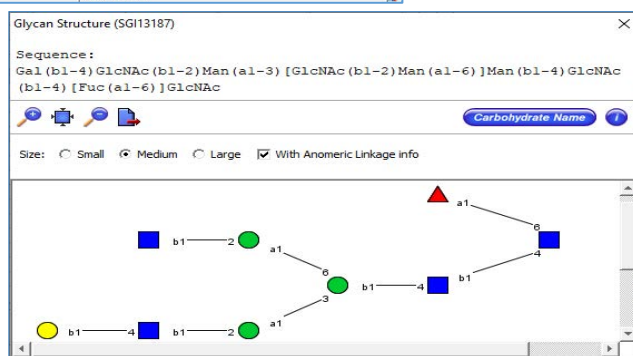 Glycan Structure (SGI13187)
Sequence:
Gal(b1-4)GlcNAc(b1-2)Man(a1-3)[GlcNAc(b1-2)Man(a1-6)]Man(b1-4)GlcNAc
(b1-4)[Fuc(a1-6)]GlcNAc
Carbohydrate Name i
Size: Small Medium Large With Anomeric Linkage info
a1
6
b1 2 a1
4
6
b1 4 b1
3
b1 4 b1 2 a1